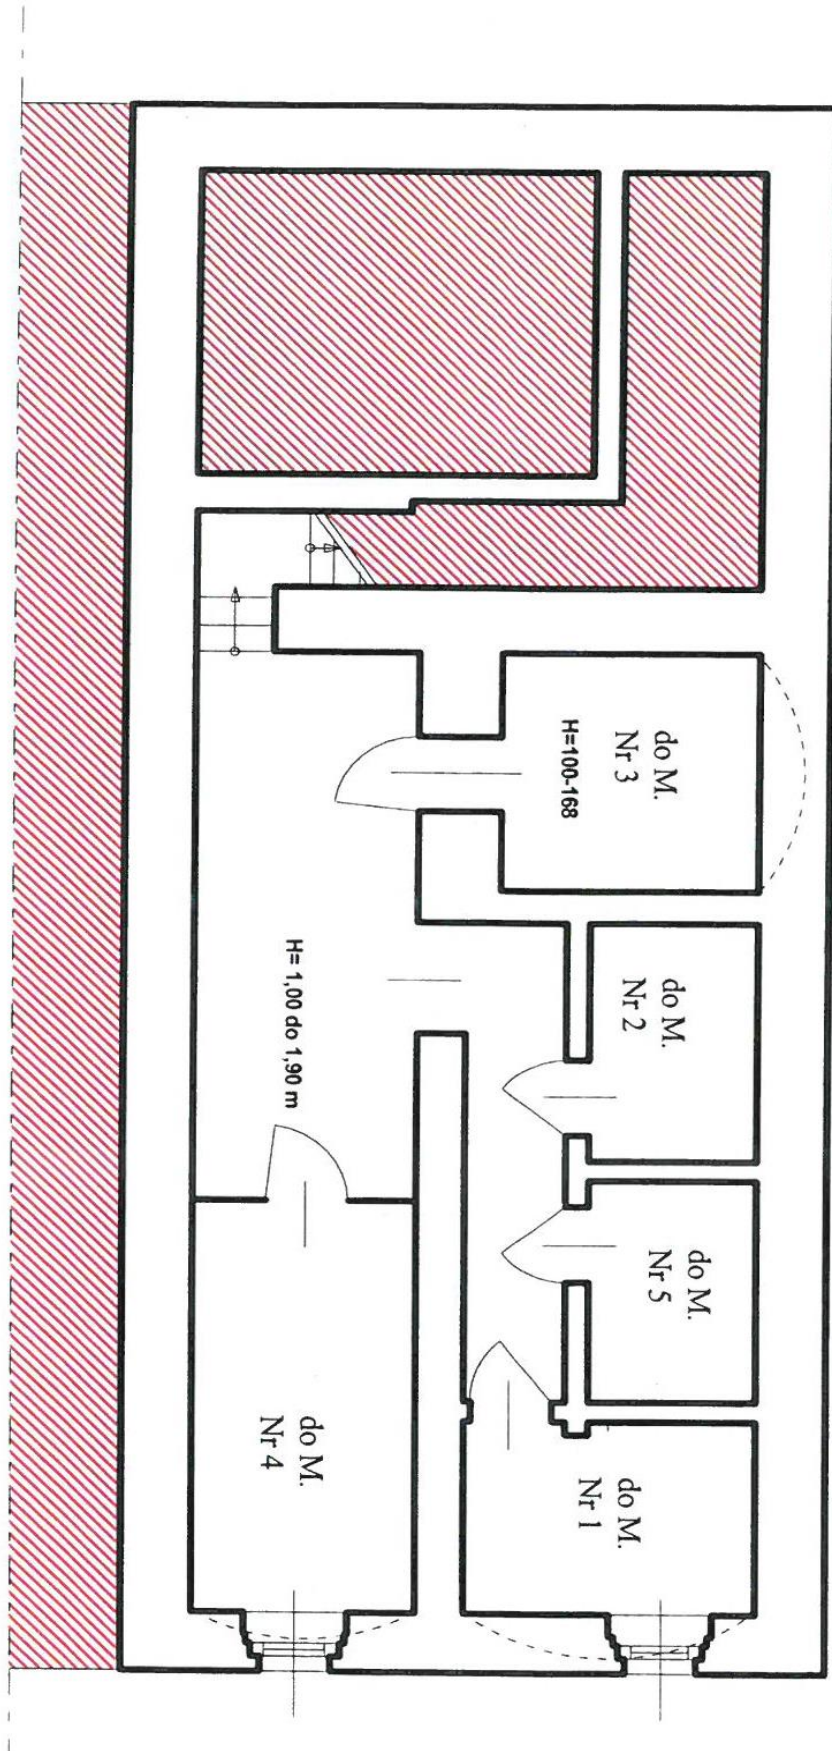 do M.
Nr 3
H=100-168
do M.
Nr 2
H= 1,00 do 1,90 m
do M.
Nr 5
do M.
Nr 4
do M.
Nr 1